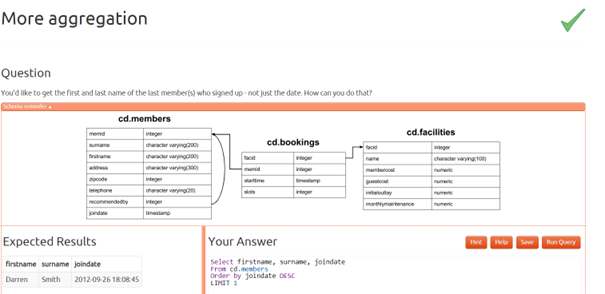 More aggregation
Question
You'd like to get the first and last name of the last member(s) who signed up - not just the date. How can you do that?
Schema reminder
cd.members
memid integer
surname character varying(200)
firstname character varying(200)
address character varying(300)
zipcode integer
telephone character varying(20)
recommendedby integer
joindate timestamp
cd.bookings
facid integer
memid integer
starttime timestamp
slots integer
cd.facilities
facid integer
name character varying(100)
membercost numeric
guestcost numeric
initialoutlay numeric
monthlymaintenance numeric
Expected Results
firstname surname joindate
Darren Smith 2012-09-26 18:08:45
Your Answer
Hint Help Save Run Query
Select firstname, surname, joindate
From cd.members
Order by joindate DESC
LIMIT 1